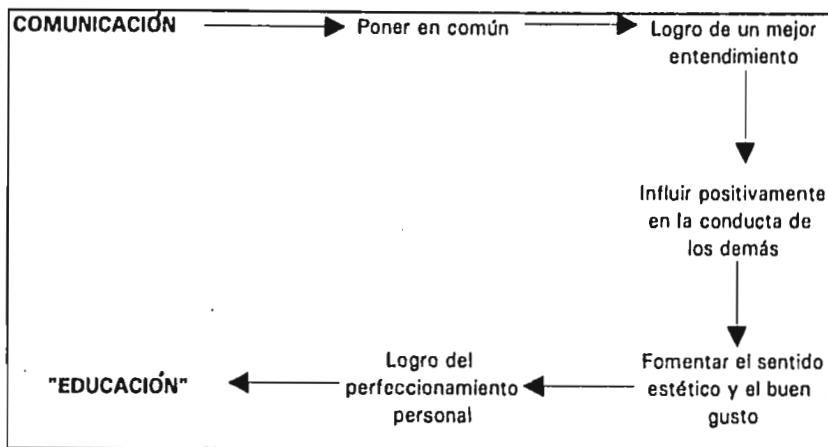 COMUNICACIÓN
Poner en común
Logro de un mejor
entendimiento
Influir positivamente
en la conducta de
los demás
Fomentar el sentido
estético y el buen
gusto
Logro del
perfeccionamiento
personal
"EDUCACIÓN"